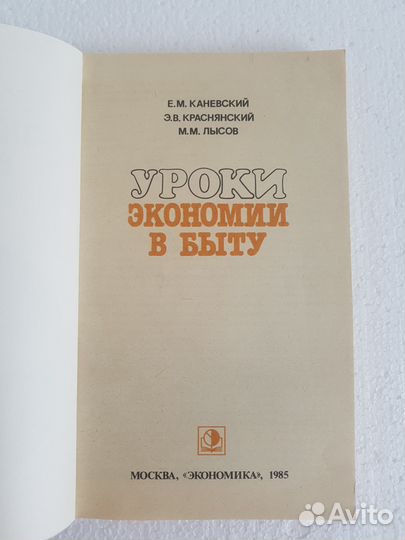 Е.М. КАНЕВСКИЙ
Э.В. КРАСНЯНСКИЙ
М.М. ЛЫСОВ
УРОКИ
ЭКОНОМИИ
В БЫТУ
МОСКВА, «ЭКОНОМИКА», 1985
Avito